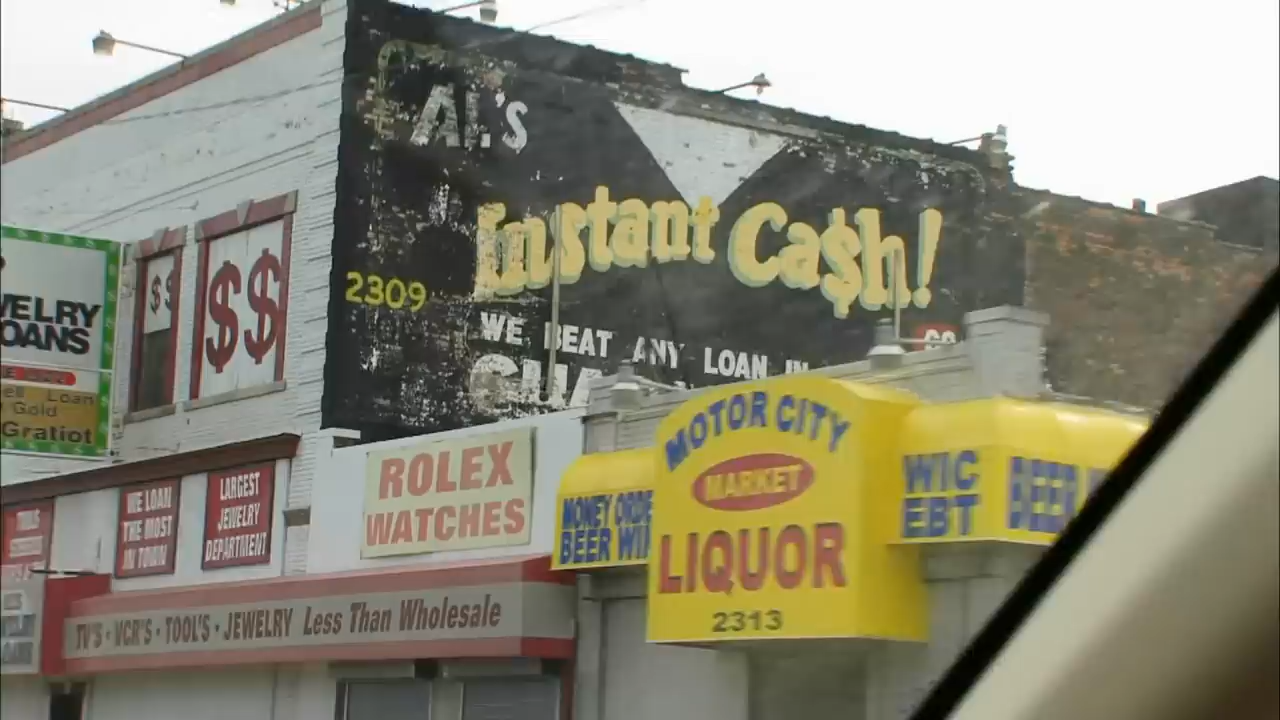 AL'S
Instant Ca$h!
2309
WE BEAT ANY LOAN IN
$$
$$
OANS
Gold
Gratiot
ROLEX
WATCHES
WE LOAN
THE MOST
IN TOWN
LARGEST
JEWELRY
DEPARTMENT
TV'S • VCR'S • TOOL'S • JEWELRY Less Than Wholesale
MOTOR CITY
MARKET
LIQUOR
2313
MONEY ORDE
BEER WI
WIC
EBT
BEER